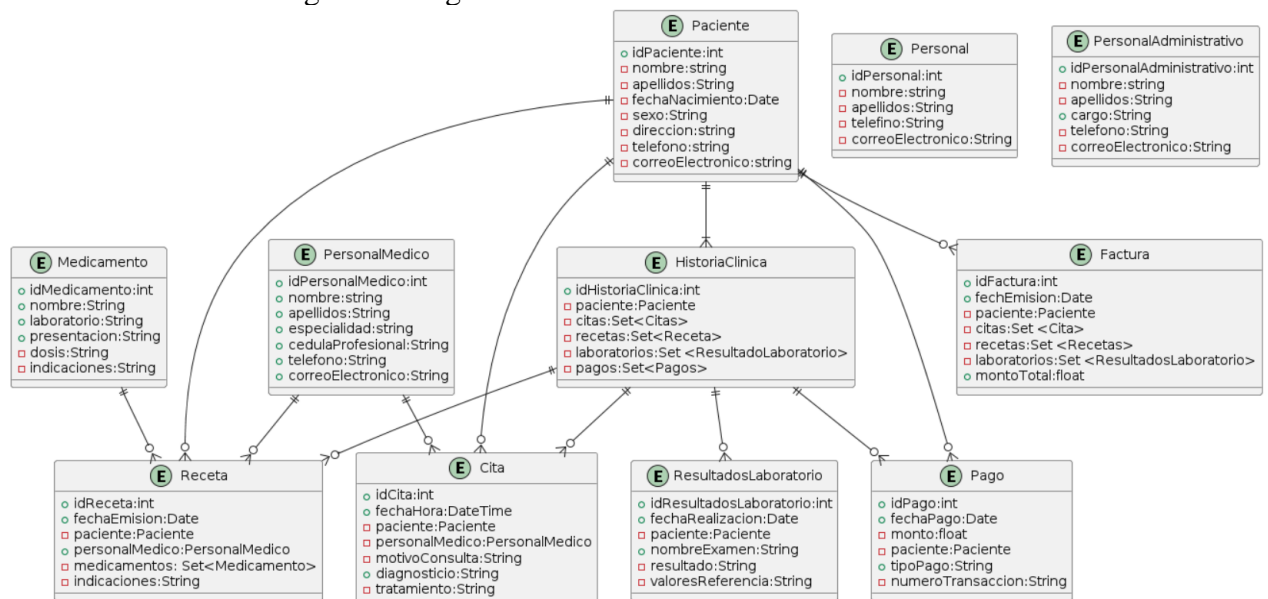 E Paciente
idPaciente:int
nombre:string
apellidos:String
fechaNacimiento:Date
sexo:String
direccion:string
telefono:string
correoElectronico:string
E Personal
idPersonal:int
nombre:string
apellidos:String
telefino:String
correoElectronico:String
E PersonalAdministrativo
idPersonalAdministrativo:int
nombre:string
apellidos:String
cargo:String
telefono:String
correoElectronico:String
E Medicamento
idMedicamento:int
nombre:String
laboratorio:String
presentacion:String
dosis:String
indicaciones:String
E PersonalMedico
idPersonalMedico:int
nombre:string
apellidos:String
especialidad:string
cedulaProfesional:String
telefono:String
correoElectronico:String
E HistoriaClinica
idHistoriaClinica:int
paciente:Paciente
citas:Set<Citas>
recetas:Set<Receta>
laboratorios:Set <ResultadoLaboratorio>
pagos:Set<Pagos>
E Factura
idFactura:int
fechEmision:Date
paciente:Paciente
citas:Set <Cita>
recetas:Set <Recetas>
laboratorios:Set <ResultadosLaboratorio>
montoTotal:float
E Receta
idReceta:int
fechaEmision:Date
paciente:Paciente
personalMedico:PersonalMedico
medicamentos: Set<Medicamento>
indicaciones:String
E Cita
idCita:int
fechaHora:DateTime
paciente:Paciente
personalMedico:PersonalMedico
motivoConsulta:String
diagnosticio:String
tratamiento:String
E ResultadosLaboratorio
idResultadosLaboratorio:int
fechaRealizacion:Date
paciente:Paciente
nombreExamen:String
resultado:String
valoresReferencia:String
E Pago
idPago:int
fechaPago:Date
monto:float
paciente:Paciente
tipoPago:String
numeroTransaccion:String